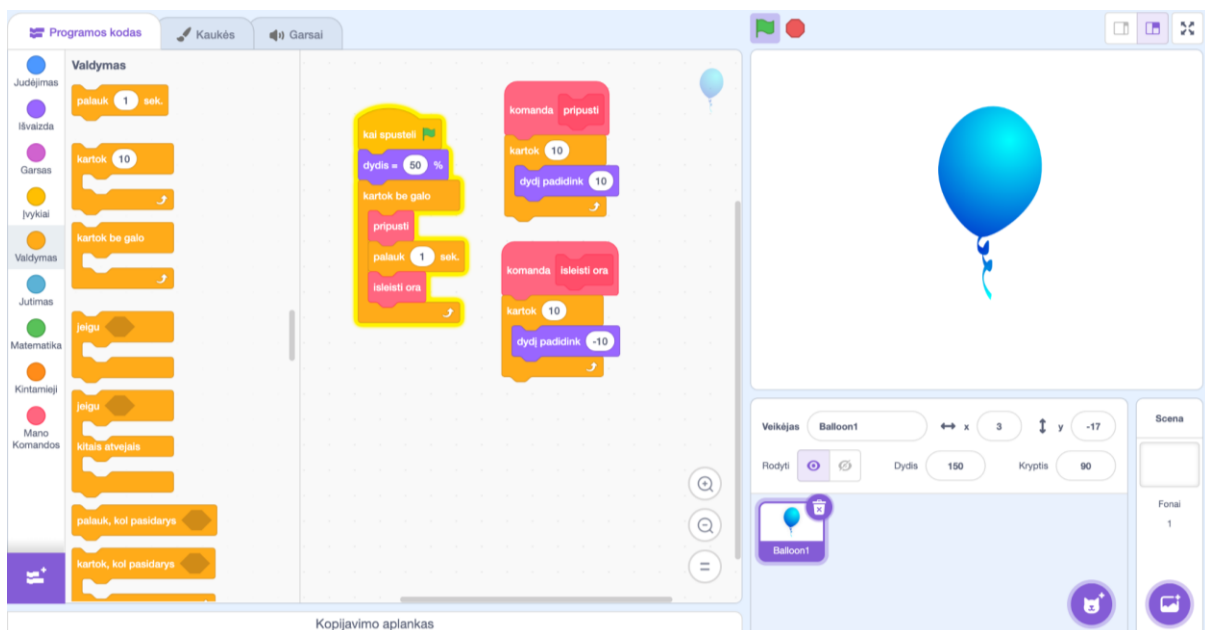 Programos kodas
Kaukės
Garsai
Judėjimas
Išvaizda
Garsas
Įvykiai
Valdymas
Jutimas
Matematika
Kintamieji
Mano
Komandos
Valdymas
palauk 1 sek.
kartok 10
kartok be galo
jeigu
jeigu
kitais atvejais
palauk, kol pasidarys
kartok, kol pasidarys
kai spusteli
dydis = 50 %
kartok be galo
pripusti
palauk 1 sek.
isleisti ora
komanda pripusti
kartok 10
dydį padidink 10
komanda isleisti ora
kartok 10
dydį padidink -10
Kopijavimo aplankas
Veikėjas Balloon1 x 3 y -17
Rodyti Dydis 150 Kryptis 90
Balloon1
Scena
Fonai
1